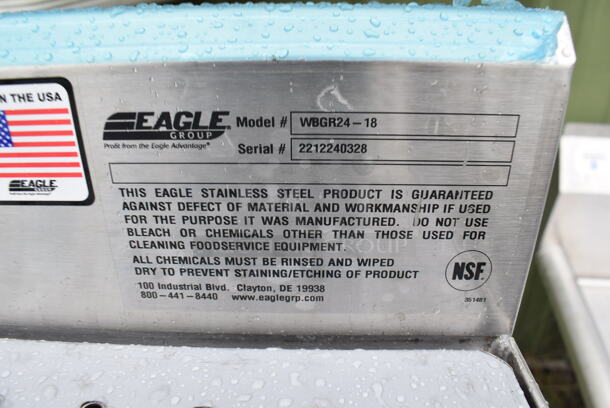 N THE USA
EAGLE
GROUP
Profit from the Eagle Advantage®
Model # WBGR24-18
Serial # 2212240328
EAGLE
GROUP
THIS EAGLE STAINLESS STEEL PRODUCT IS GUARANTEED
AGAINST DEFECT OF MATERIAL AND WORKMANSHIP IF USED
FOR THE PURPOSE IT WAS MANUFACTURED. DO NOT USE
BLEACH OR CHEMICALS OTHER THAN THOSE USED FOR
CLEANING FOODSERVICE EQUIPMENT.
ALL CHEMICALS MUST BE RINSED AND WIPED
DRY TO PREVENT STAINING/ETCHING OF PRODUCT
100 Industrial Blvd. Clayton, DE 19938
800-441-8440 www.eaglegrp.com
NSF
351481